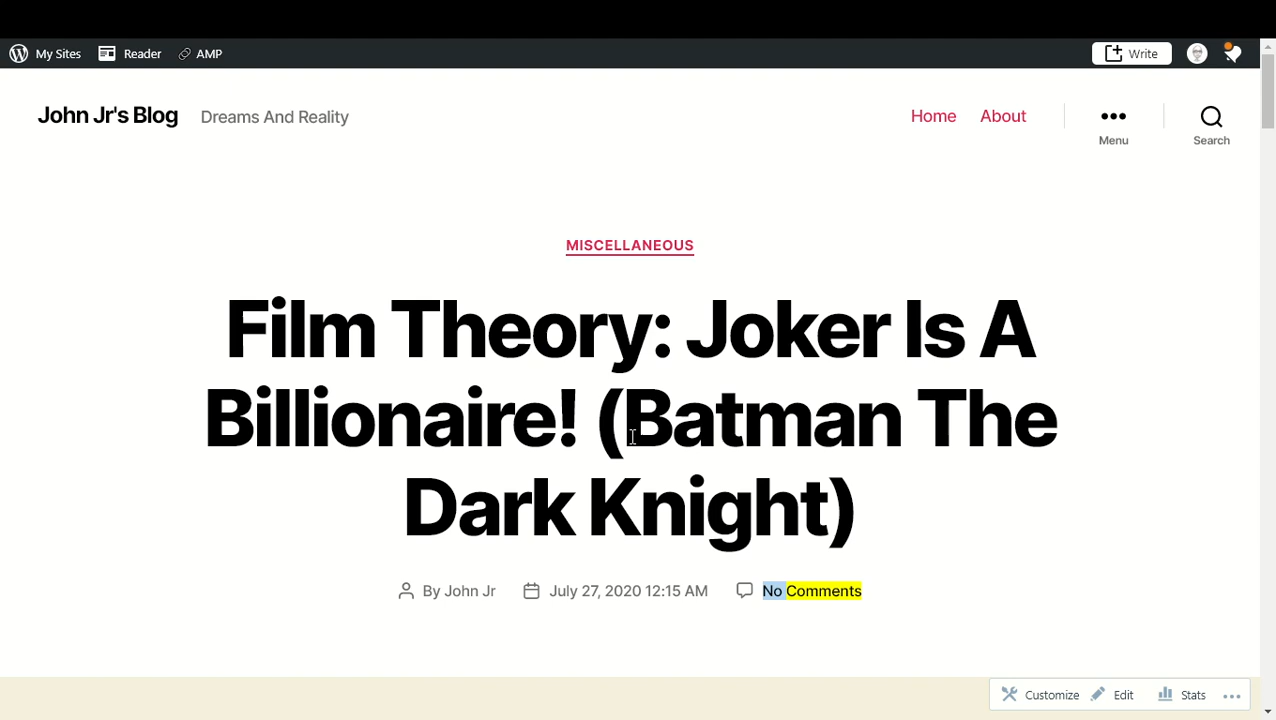 My Sites Reader AMP Write
John Jr's Blog Dreams And Reality Home About Menu Search
MISCELLANEOUS
Film Theory: Joker Is A
Billionaire! (Batman The
Dark Knight)
By John Jr July 27, 2020 12:15 AM No Comments
Customize Edit Stats